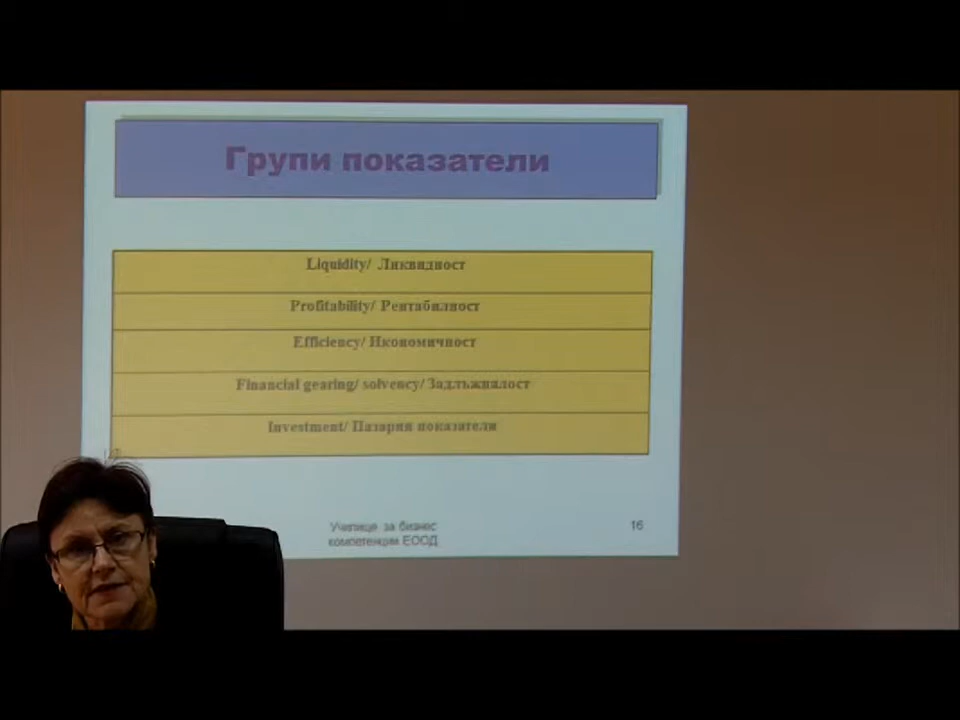 Групи показатели
Liquidity/ Ликвидност
Profitability/ Рентабилност
Efficiency/ Икономичност
Financial gearing/ solvency/ Задлъжнялост
Investment/ Пазарни показатели
Училище за бизнес
компетенции ЕООД
16